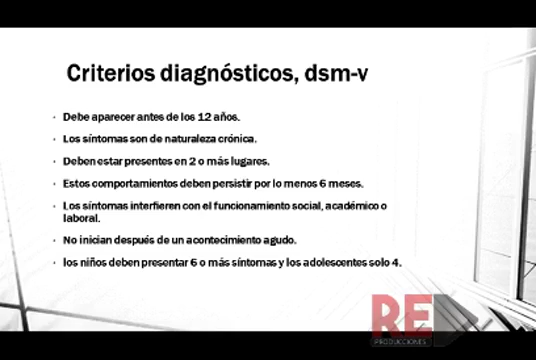 Criterios diagnósticos, dsm-v
Debe aparecer antes de los 12 años.
Los síntomas son de naturaleza crónica.
Deben estar presentes en 2 o más lugares.
Estos comportamientos deben persistir por lo menos 6 meses.
Los síntomas interfieren con el funcionamiento social, académico o
laboral.
No inician después de un acontecimiento agudo.
los niños deben presentar 6 o más síntomas y los adolescentes solo 4.
RE
PRODUCCIONES